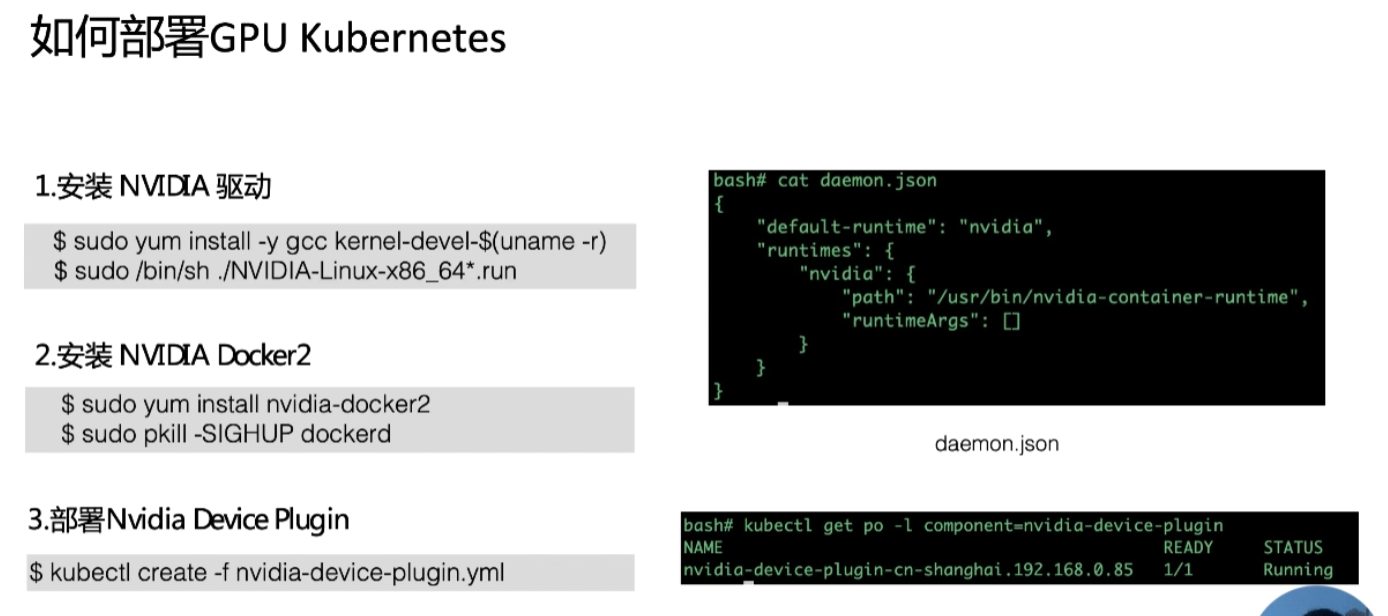 如何部署GPU Kubernetes
1.安装 NVIDIA 驱动
$ sudo yum install -y gcc kernel-devel-$(uname -r)
$ sudo /bin/sh ./NVIDIA-Linux-x86_64*.run
2.安装 NVIDIA Docker2
$ sudo yum install nvidia-docker2
$ sudo pkill -SIGHUP dockerd
3.部署Nvidia Device Plugin
$ kubectl create -f nvidia-device-plugin.yml
bash# cat daemon.json
{
    "default-runtime": "nvidia",
    "runtimes": {
        "nvidia": {
            "path": "/usr/bin/nvidia-container-runtime",
            "runtimeArgs": []
        }
    }
}
daemon.json
bash# kubectl get po -l component=nvidia-device-plugin
NAME READY STATUS
nvidia-device-plugin-cn-shanghai.192.168.0.85 1/1 Running